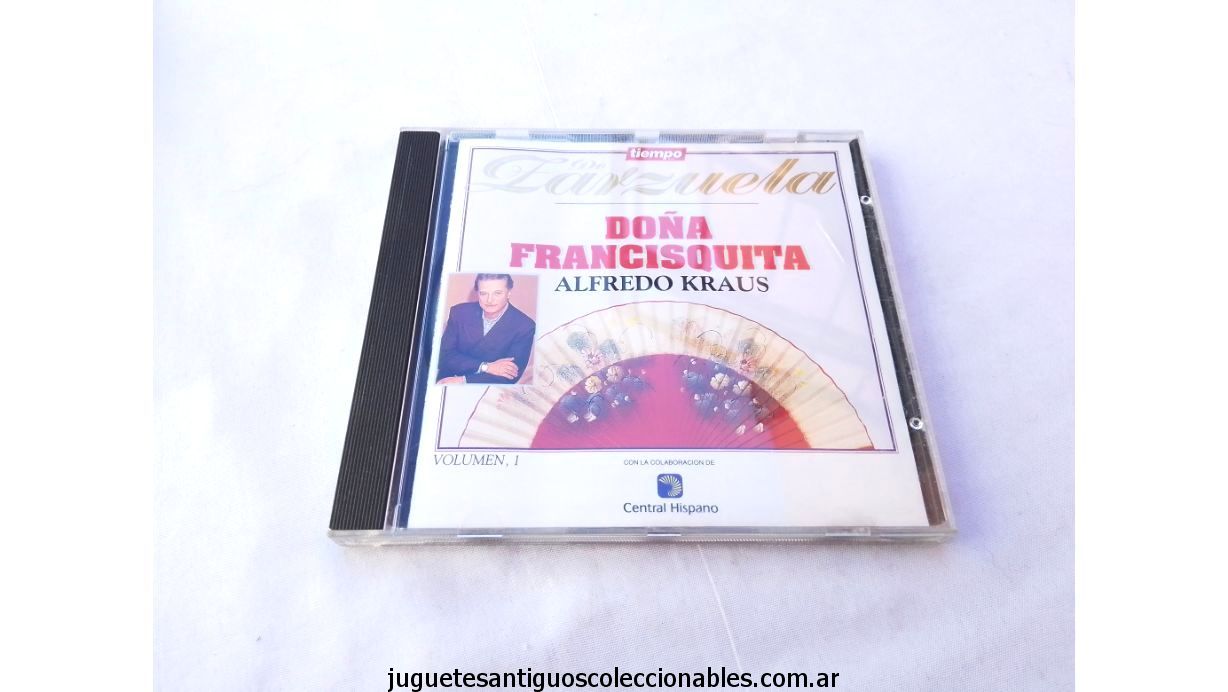 tiempo
de
Zarzuela
DOÑA
FRANCISQUITA
ALFREDO KRAUS
VOLUMEN, 1
CON LA COLABORACION DE
Central Hispano
juguetesantiguoscoleccionables.com.ar